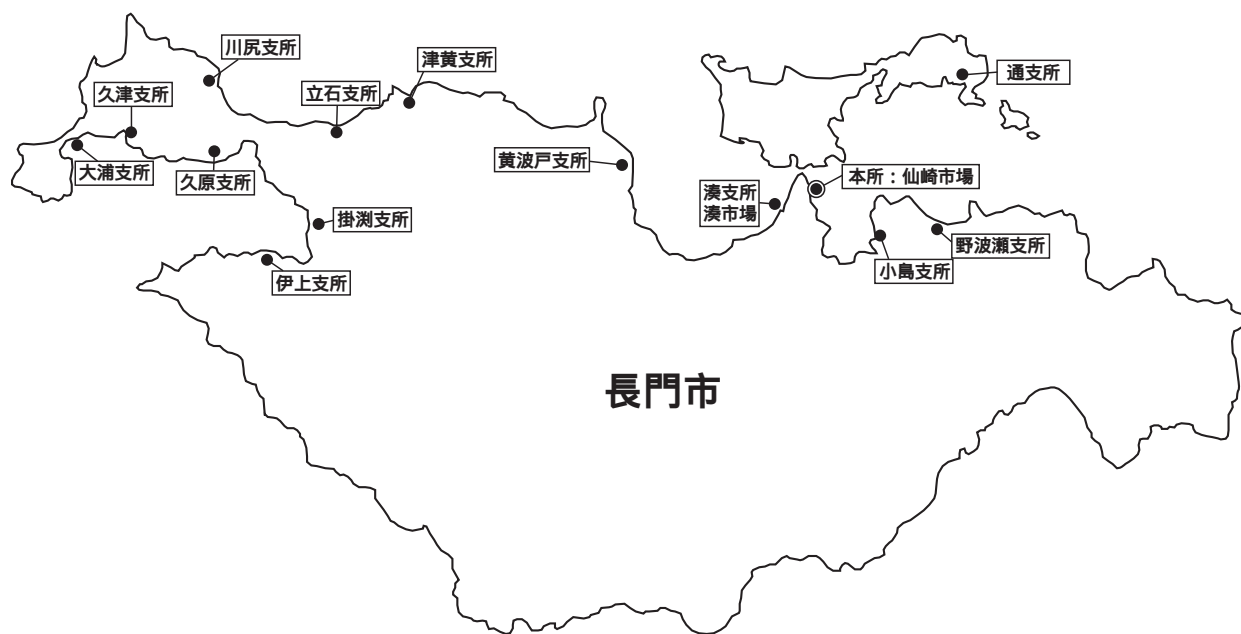 川尻支所
津黄支所
久津支所
立石支所
通支所
大浦支所
久原支所
黄波戸支所
本所：仙崎市場
湊支所
湊市場
掛渕支所
野波瀬支所
小島支所
伊上支所
長門市